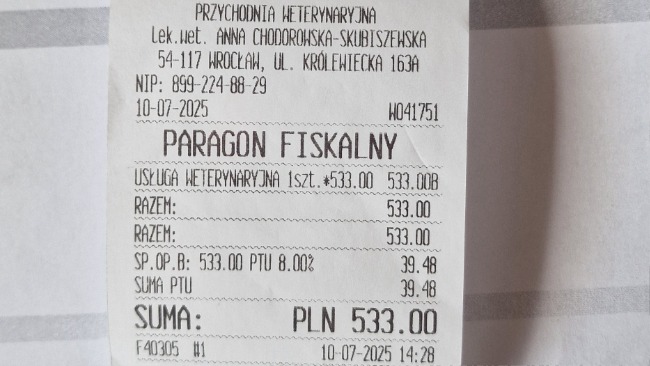 PRZYCHODNIA WETERYNARYJNA
Lek.wet. ANNA CHODOROWSKA-SKUBISZEWSKA
54-117 WROCŁAW, UL. KRÓLEWIECKA 163A
NIP: 899-224-88-29
10-07-2025 W041751
PARAGON FISKALNY
USŁUGA WETERYNARYJNA 1szt.*533.00 533.00B
RAZEM: 533.00
RAZEM: 533.00
SP.OP.B: 533.00 PTU 8.00% 39.48
SUMA PTU 39.48
SUMA: PLN 533.00
F40305 #1 10-07-2025 14:28